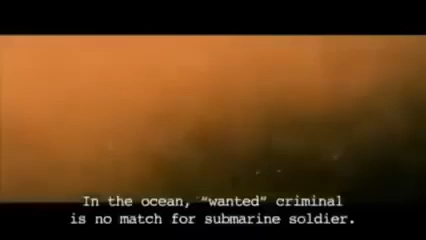 In the ocean, “wanted” criminal
is no match for submarine soldier.